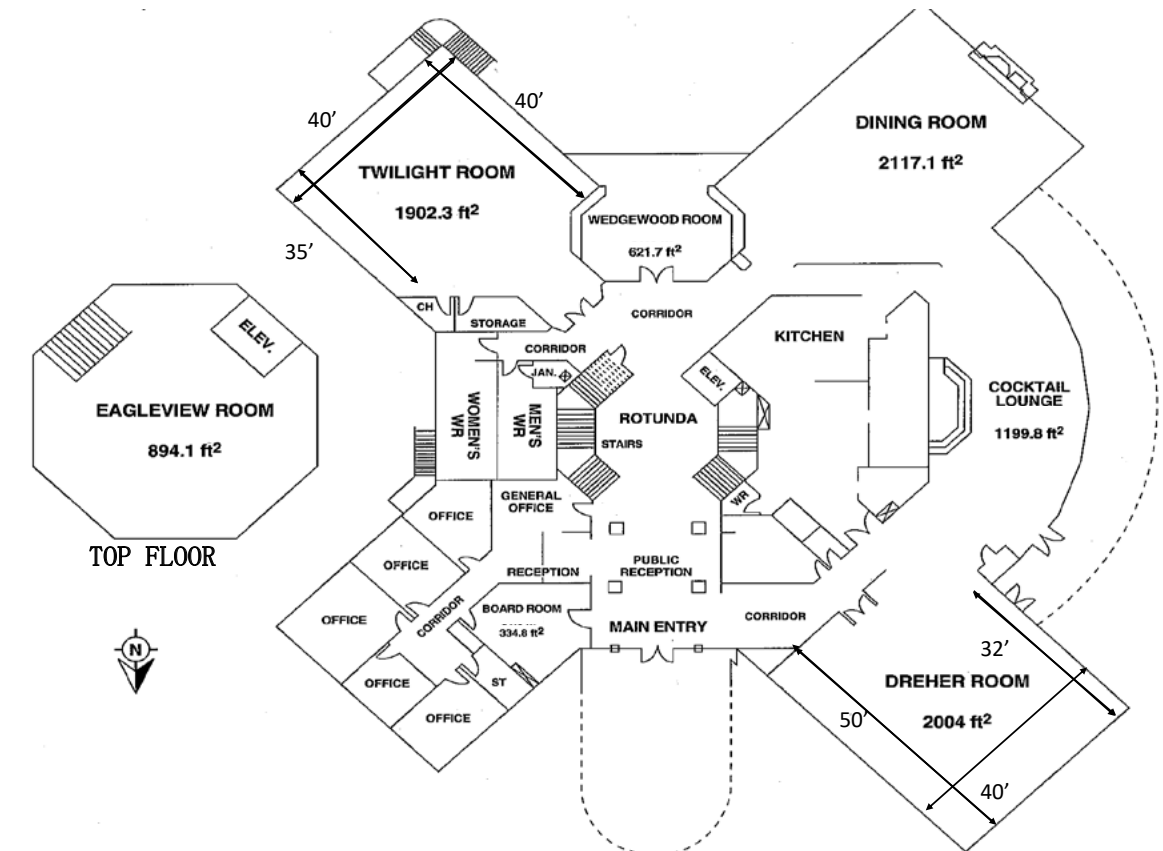 40’
40’
TWILIGHT ROOM
1902.3 ft²
35’
DINING ROOM
2117.1 ft²
WEDGEWOOD ROOM
621.7 ft²
CH
STORAGE
CORRIDOR
CORRIDOR
JAN.
KITCHEN
ELEV.
ELEV.
EAGLEVIEW ROOM
894.1 ft²
TOP FLOOR
WOMEN'S
WR
MEN'S
WR
ROTUNDA
STAIRS
COCKTAIL
LOUNGE
1199.8 ft²
WR
GENERAL
OFFICE
OFFICE
OFFICE
OFFICE
OFFICE
OFFICE
RECEPTION
PUBLIC
RECEPTION
CORRIDOR
BOARD ROOM
334.8 ft²
ST
MAIN ENTRY
CORRIDOR
N
32’
DREHER ROOM
2004 ft²
50’
40’